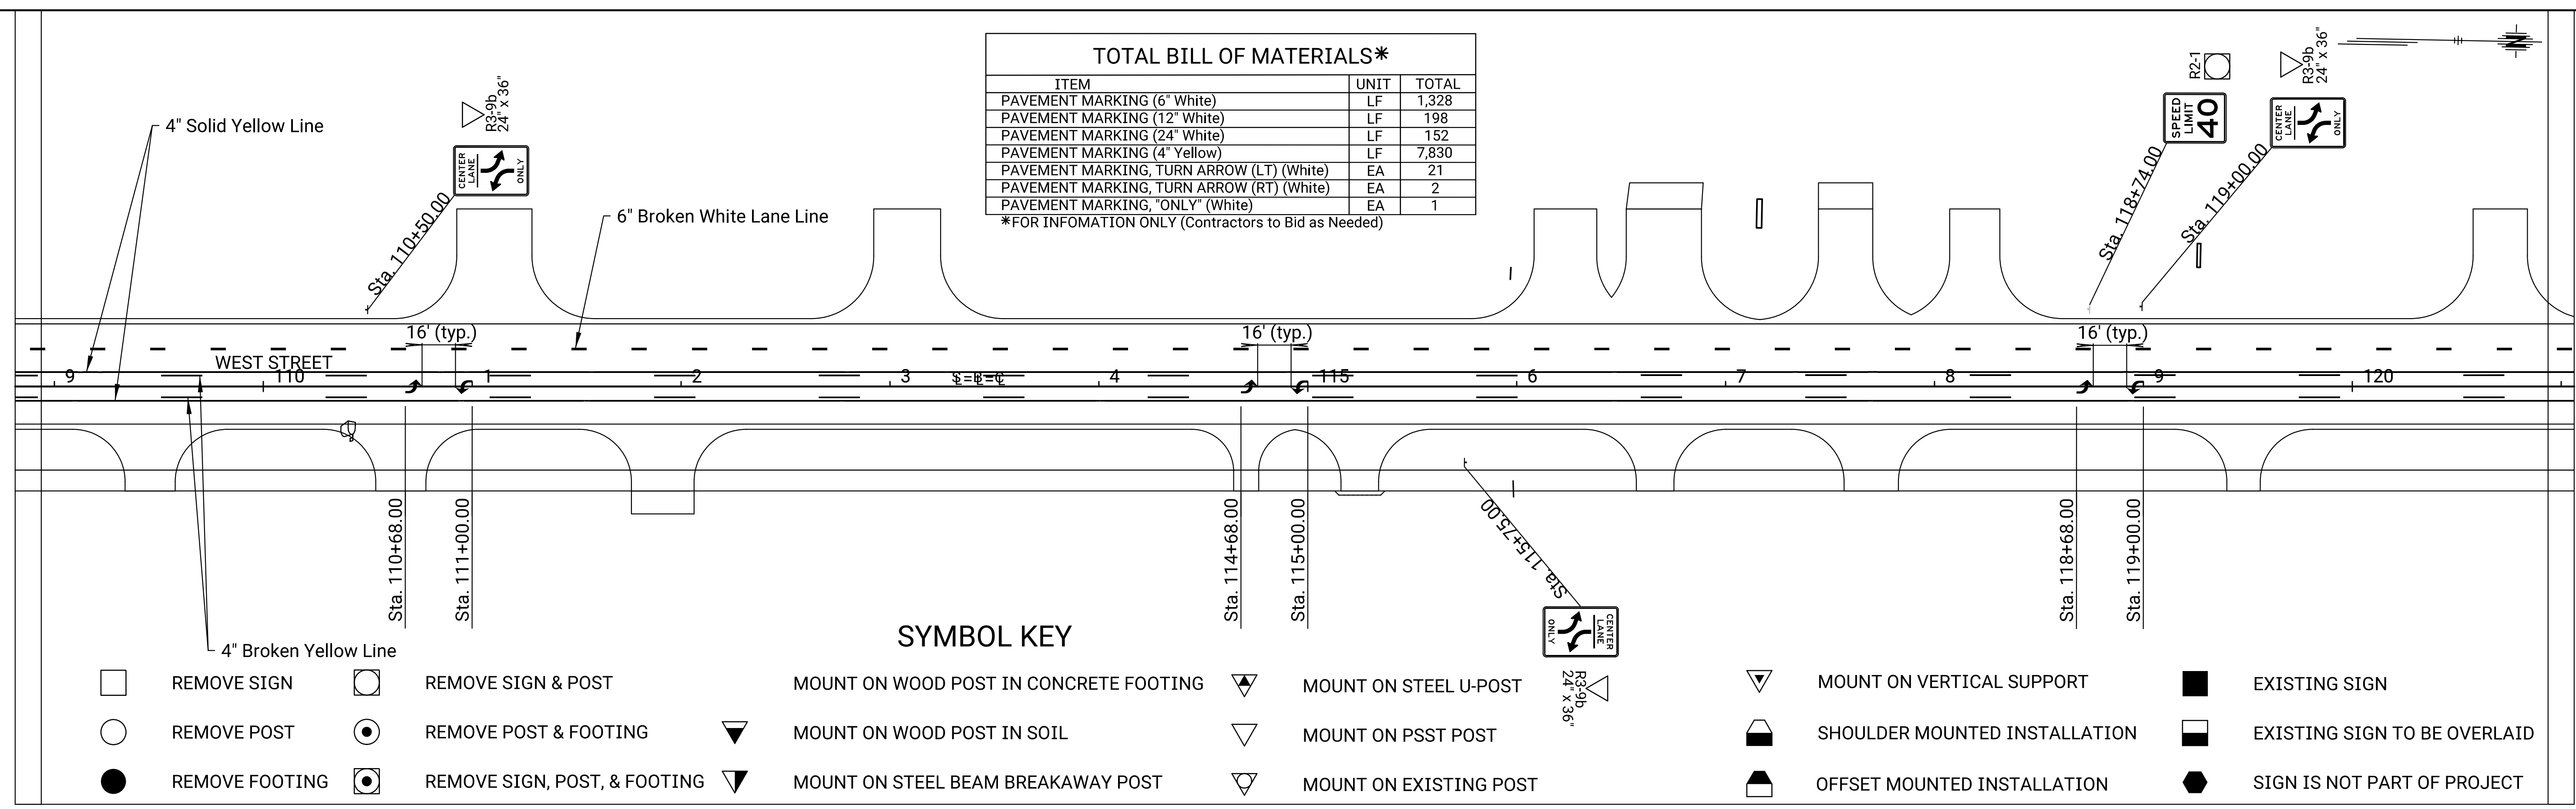 TOTAL BILL OF MATERIALS*
ITEM UNIT TOTAL
PAVEMENT MARKING (6" White) LF 1,328
PAVEMENT MARKING (12" White) LF 198
PAVEMENT MARKING (24" White) LF 152
PAVEMENT MARKING (4" Yellow) LF 7,830
PAVEMENT MARKING, TURN ARROW (LT) (White) EA 21
PAVEMENT MARKING, TURN ARROW (RT) (White) EA 2
PAVEMENT MARKING, "ONLY" (White) EA 1
*FOR INFOMATION ONLY (Contractors to Bid as Needed)
4" Solid Yellow Line
R3-9b
24" x 36"
CENTER
LANE
ONLY
Sta. 110+50.00
6" Broken White Lane Line
R2-1
SPEED
LIMIT
40
Sta. 118+74.00
R3-9b
24" x 36"
CENTER
LANE
ONLY
Sta. 119+00.00
N
16' (typ.)
16' (typ.)
16' (typ.)
WEST STREET
9 110 1 2 3 4 115 6 7 8 9 120
Sta. 110+68.00
Sta. 111+00.00
Sta. 114+68.00
Sta. 115+00.00
Sta. 115+75.00
CENTER
LANE
ONLY
R3-9b
24" x 36"
Sta. 118+68.00
Sta. 119+00.00
4" Broken Yellow Line
SYMBOL KEY
REMOVE SIGN
REMOVE POST
REMOVE FOOTING
REMOVE SIGN & POST
REMOVE POST & FOOTING
REMOVE SIGN, POST, & FOOTING
MOUNT ON WOOD POST IN CONCRETE FOOTING
MOUNT ON WOOD POST IN SOIL
MOUNT ON STEEL BEAM BREAKAWAY POST
MOUNT ON STEEL U-POST
MOUNT ON PSST POST
MOUNT ON EXISTING POST
MOUNT ON VERTICAL SUPPORT
SHOULDER MOUNTED INSTALLATION
OFFSET MOUNTED INSTALLATION
EXISTING SIGN
EXISTING SIGN TO BE OVERLAID
SIGN IS NOT PART OF PROJECT